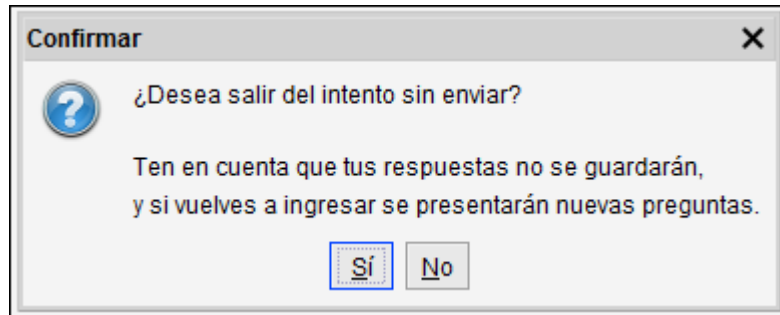 Confirmar
¿Desea salir del intento sin enviar?
Ten en cuenta que tus respuestas no se guardarán,
y si vuelves a ingresar se presentarán nuevas preguntas.
Sí No